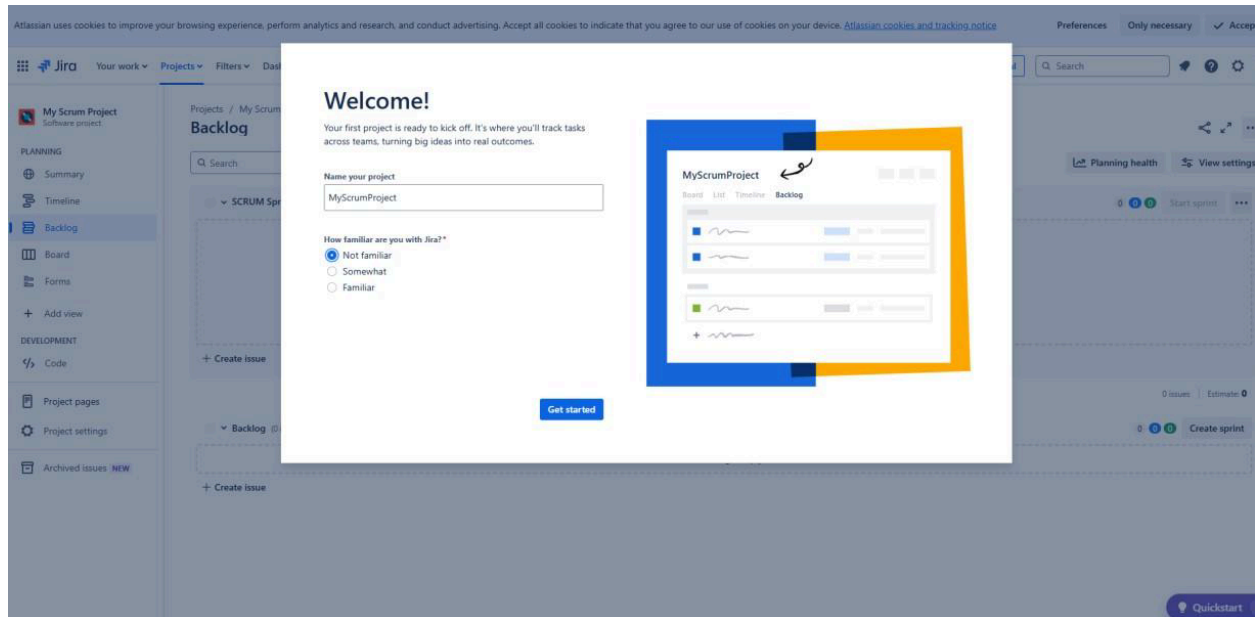 Atlassian uses cookies to improve your browsing experience, perform analytics and research, and conduct advertising. Accept all cookies to indicate that you agree to our use of cookies on your device. Atlassian cookies and tracking notice
Preferences
Only necessary
Accep
Jira
Your work
Projects
Filters
Das
Search
My Scrum Project
Software project
PLANNING
Summary
Timeline
Backlog
Board
Forms
Add view
DEVELOPMENT
Code
Project pages
Project settings
Archived issues NEW
Projects / My Scrum
Backlog
Search
Planning health
View settings
SCRUM Spr
0 0 0 Start sprint
+ Create issue
0 issues Estimate: 0
Backlog (0
0 0 0 Create sprint
+ Create issue
Welcome!
Your first project is ready to kick off. It's where you'll track tasks
across teams, turning big ideas into real outcomes.
Name your project
MyScrumProject
How familiar are you with Jira? *
Not familiar
Somewhat
Familiar
Get started
MyScrumProject
Board List Timeline Backlog
Quickstart